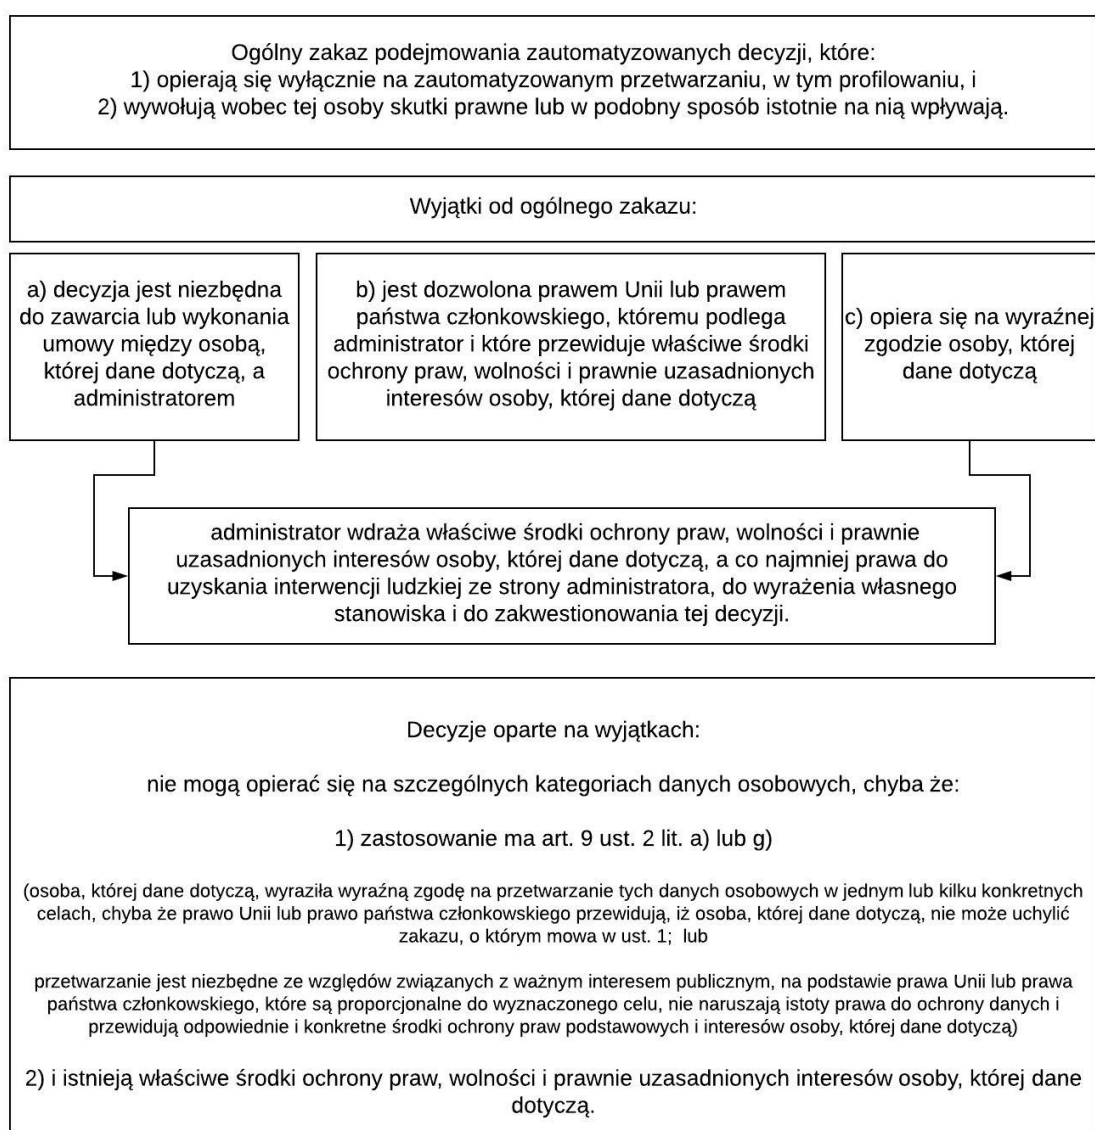 Ogólny zakaz podejmowania zautomatyzowanych decyzji, które:
1) opierają się wyłącznie na zautomatyzowanym przetwarzaniu, w tym profilowaniu, i
2) wywołują wobec tej osoby skutki prawne lub w podobny sposób istotnie na nią wpływają.
Wyjątki od ogólnego zakazu:
a) decyzja jest niezbędna
do zawarcia lub wykonania
umowy między osobą,
której dane dotyczą, a
administratorem
b) jest dozwolona prawem Unii lub prawem
państwa członkowskiego, któremu podlega
administrator i które przewiduje właściwe środki
ochrony praw, wolności i prawnie uzasadnionych
interesów osoby, której dane dotyczą
c) opiera się na wyraźnej
zgodzie osoby, której
dane dotyczą
administrator wdraża właściwe środki ochrony praw, wolności i prawnie
uzasadnionych interesów osoby, której dane dotyczą, a co najmniej prawa do
uzyskania interwencji ludzkiej ze strony administratora, do wyrażenia własnego
stanowiska i do zakwestionowania tej decyzji.
Decyzje oparte na wyjątkach:
nie mogą opierać się na szczególnych kategoriach danych osobowych, chyba że:
1) zastosowanie ma art. 9 ust. 2 lit. a) lub g)
(osoba, której dane dotyczą, wyraziła wyraźną zgodę na przetwarzanie tych danych osobowych w jednym lub kilku konkretnych
celach, chyba że prawo Unii lub prawo państwa członkowskiego przewidują, iż osoba, której dane dotyczą, nie może uchylić
zakazu, o którym mowa w ust. 1; lub
przetwarzanie jest niezbędne ze względów związanych z ważnym interesem publicznym, na podstawie prawa Unii lub prawa
państwa członkowskiego, które są proporcjonalne do wyznaczonego celu, nie naruszają istoty prawa do ochrony danych i
przewidują odpowiednie i konkretne środki ochrony praw podstawowych i interesów osoby, której dane dotyczą)
2) i istnieją właściwe środki ochrony praw, wolności i prawnie uzasadnionych interesów osoby, której dane
dotyczą.